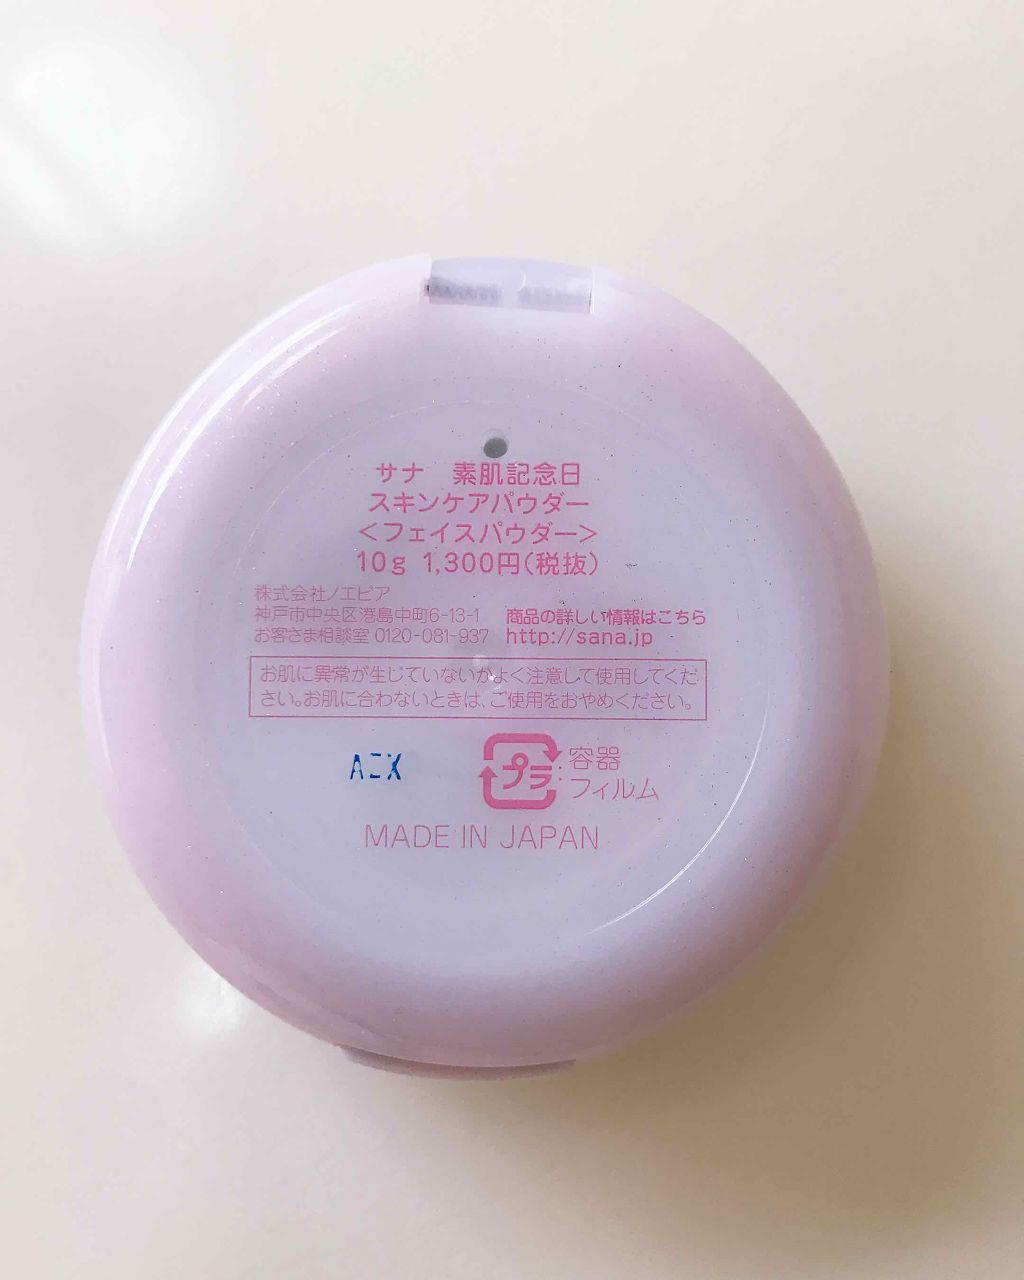 サナ 素肌記念日
スキンケアパウダー
<フェイスパウダー>
10g 1,300円(税抜)
株式会社ノエビア
神戸市中央区港島中町6-13-1
お客さま相談室 0120-081-937
商品の詳しい情報はこちら
http://sana.jp
お肌に異常が生じていないかよく注意して使用してくだ
さい。お肌に合わないときは、ご使用をおやめください。
プラ
容器
フィルム
MADE IN JAPAN